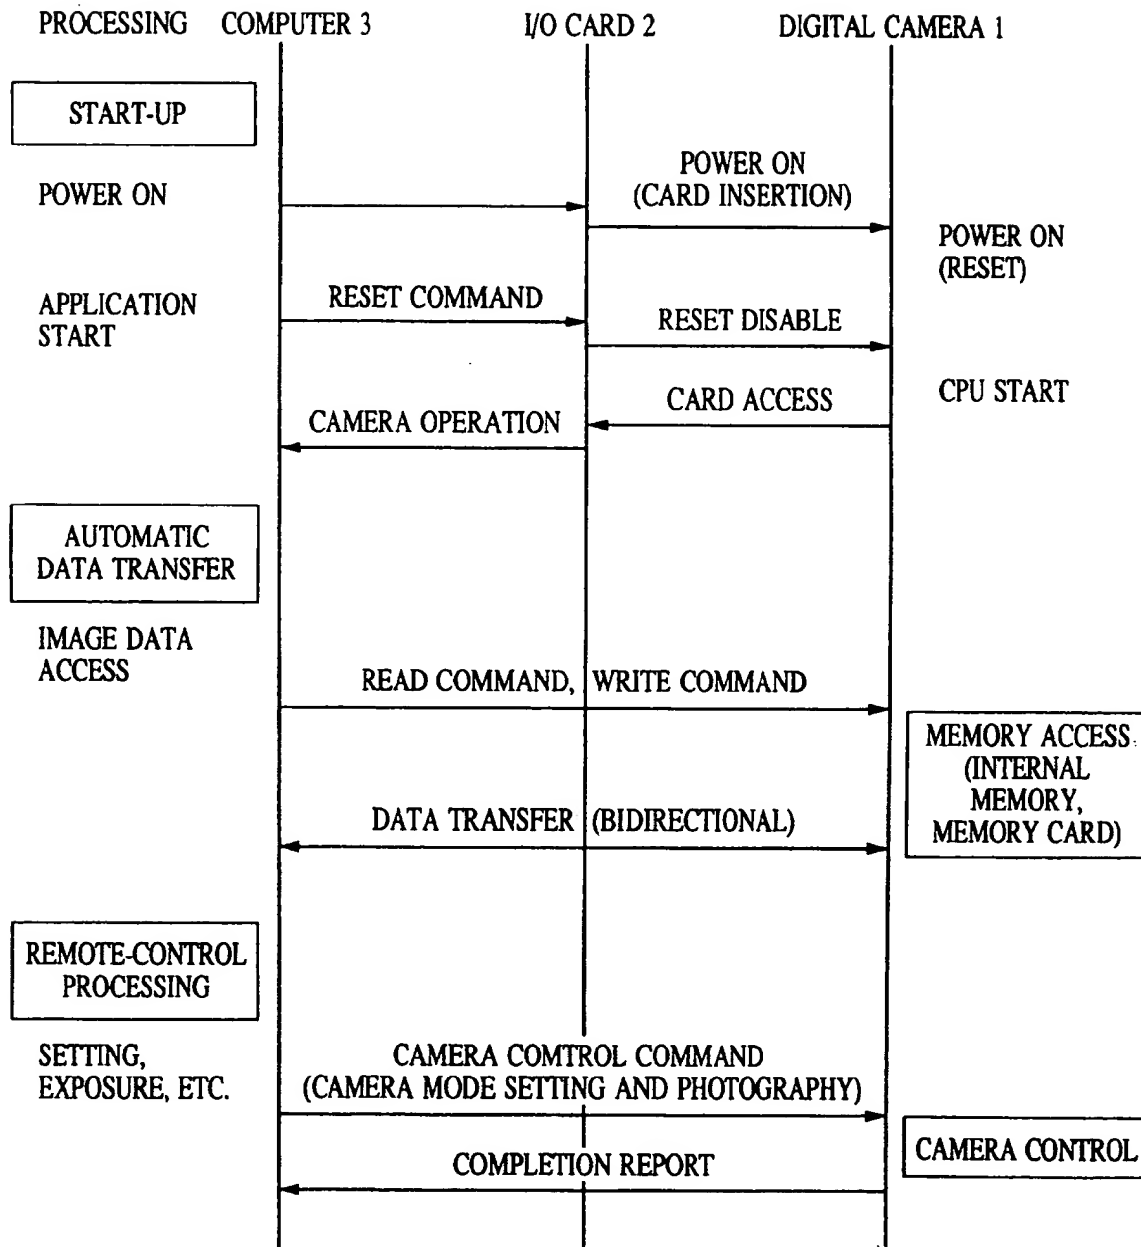 PROCESSING COMPUTER 3 I/O CARD 2 DIGITAL CAMERA 1
START-UP
POWER ON
POWER ON
(CARD INSERTION)
POWER ON
(RESET)
APPLICATION
START
RESET COMMAND
RESET DISABLE
CPU START
CARD ACCESS
CAMERA OPERATION
AUTOMATIC
DATA TRANSFER
IMAGE DATA
ACCESS
READ COMMAND, WRITE COMMAND
MEMORY ACCESS
(INTERNAL
MEMORY,
MEMORY CARD)
DATA TRANSFER (BIDIRECTIONAL)
REMOTE-CONTROL
PROCESSING
SETTING,
EXPOSURE, ETC.
CAMERA COMTROL COMMAND
(CAMERA MODE SETTING AND PHOTOGRAPHY)
CAMERA CONTROL
COMPLETION REPORT